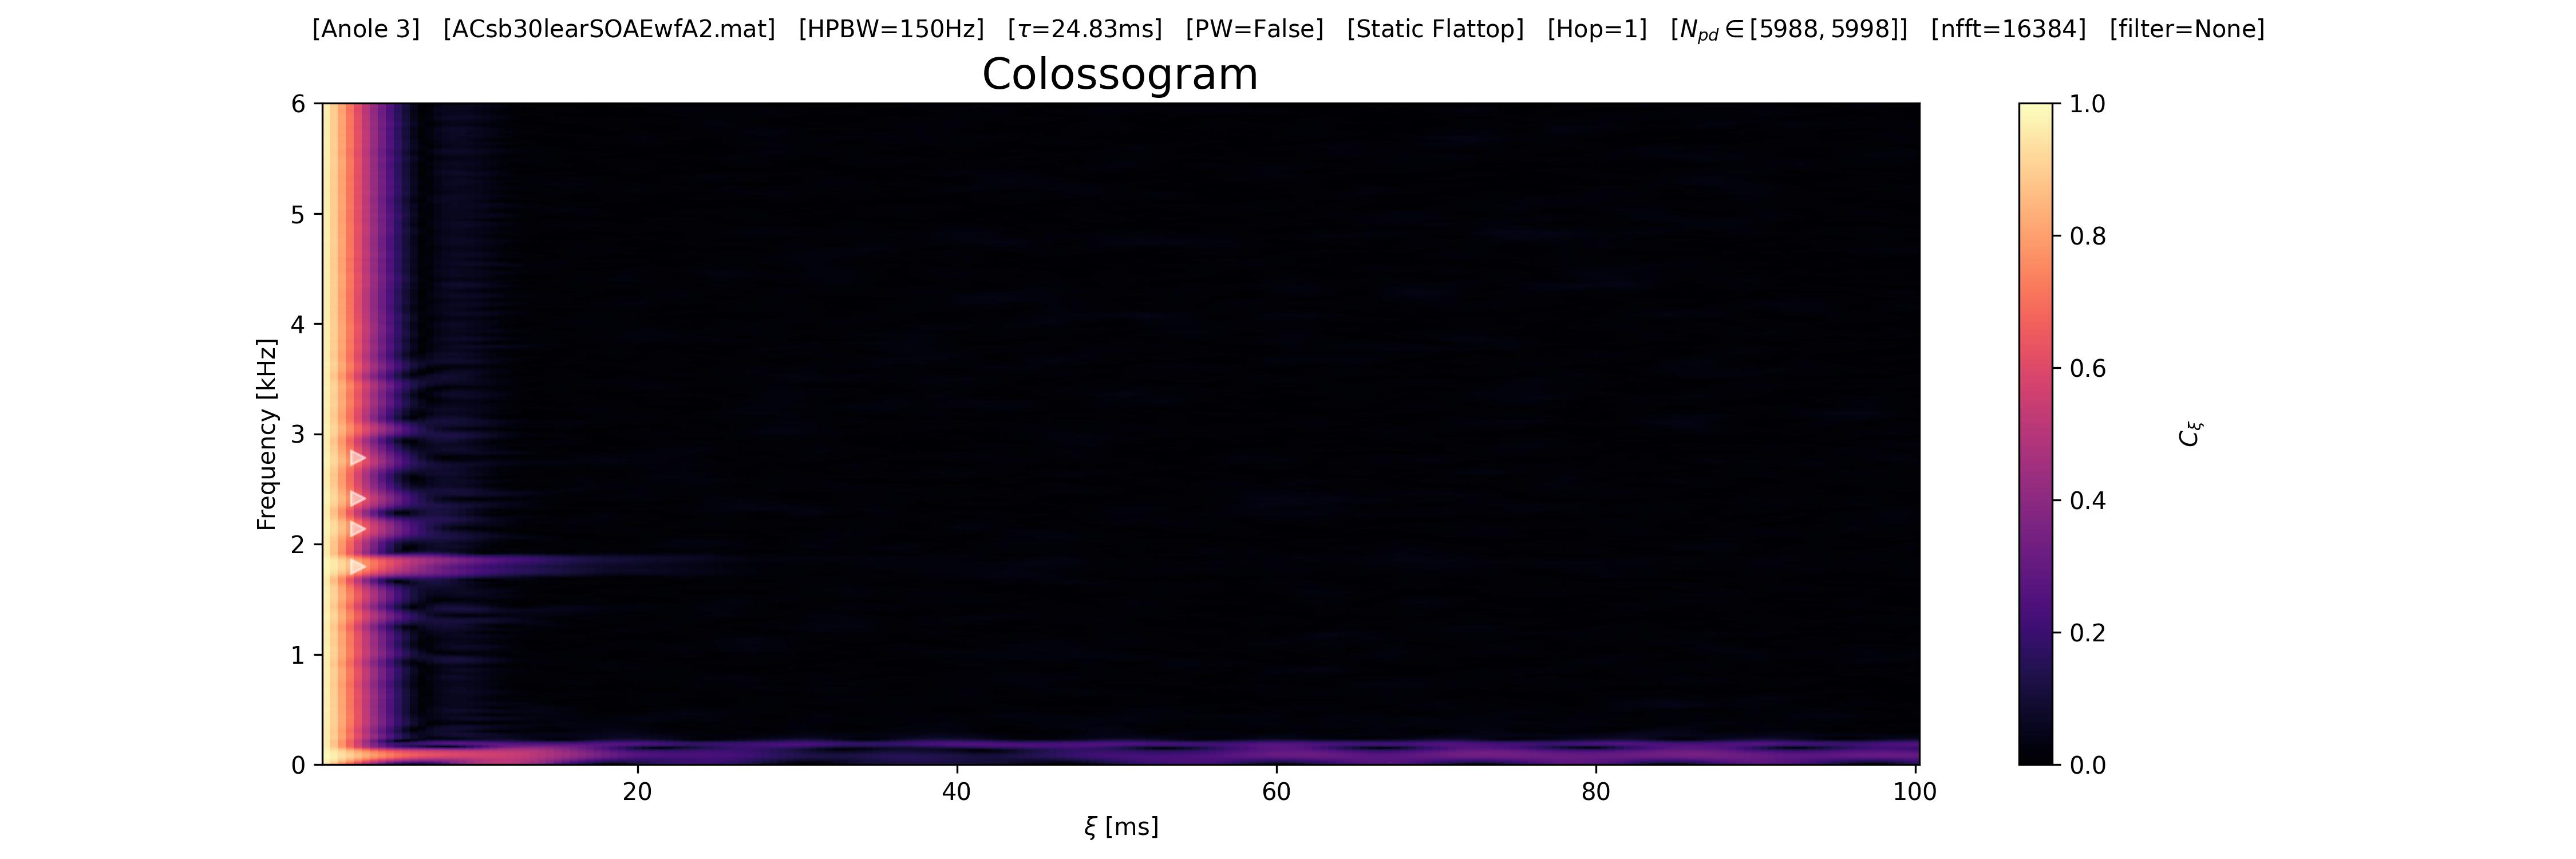 [Anole 3] [ACsb30learSOAEwfA2.mat] [HPBW=150Hz] [τ=24.83ms] [PW=False] [Static Flattop] [Hop=1] [N_pd ∈ [5988, 5998]] [nfft=16384] [filter=None]
Colossogram
6
5
4
3
2
1
0
Frequency [kHz]
20 40 60 80 100
ξ [ms]
1.0
0.8
0.6
0.4
0.2
0.0
C_ξ